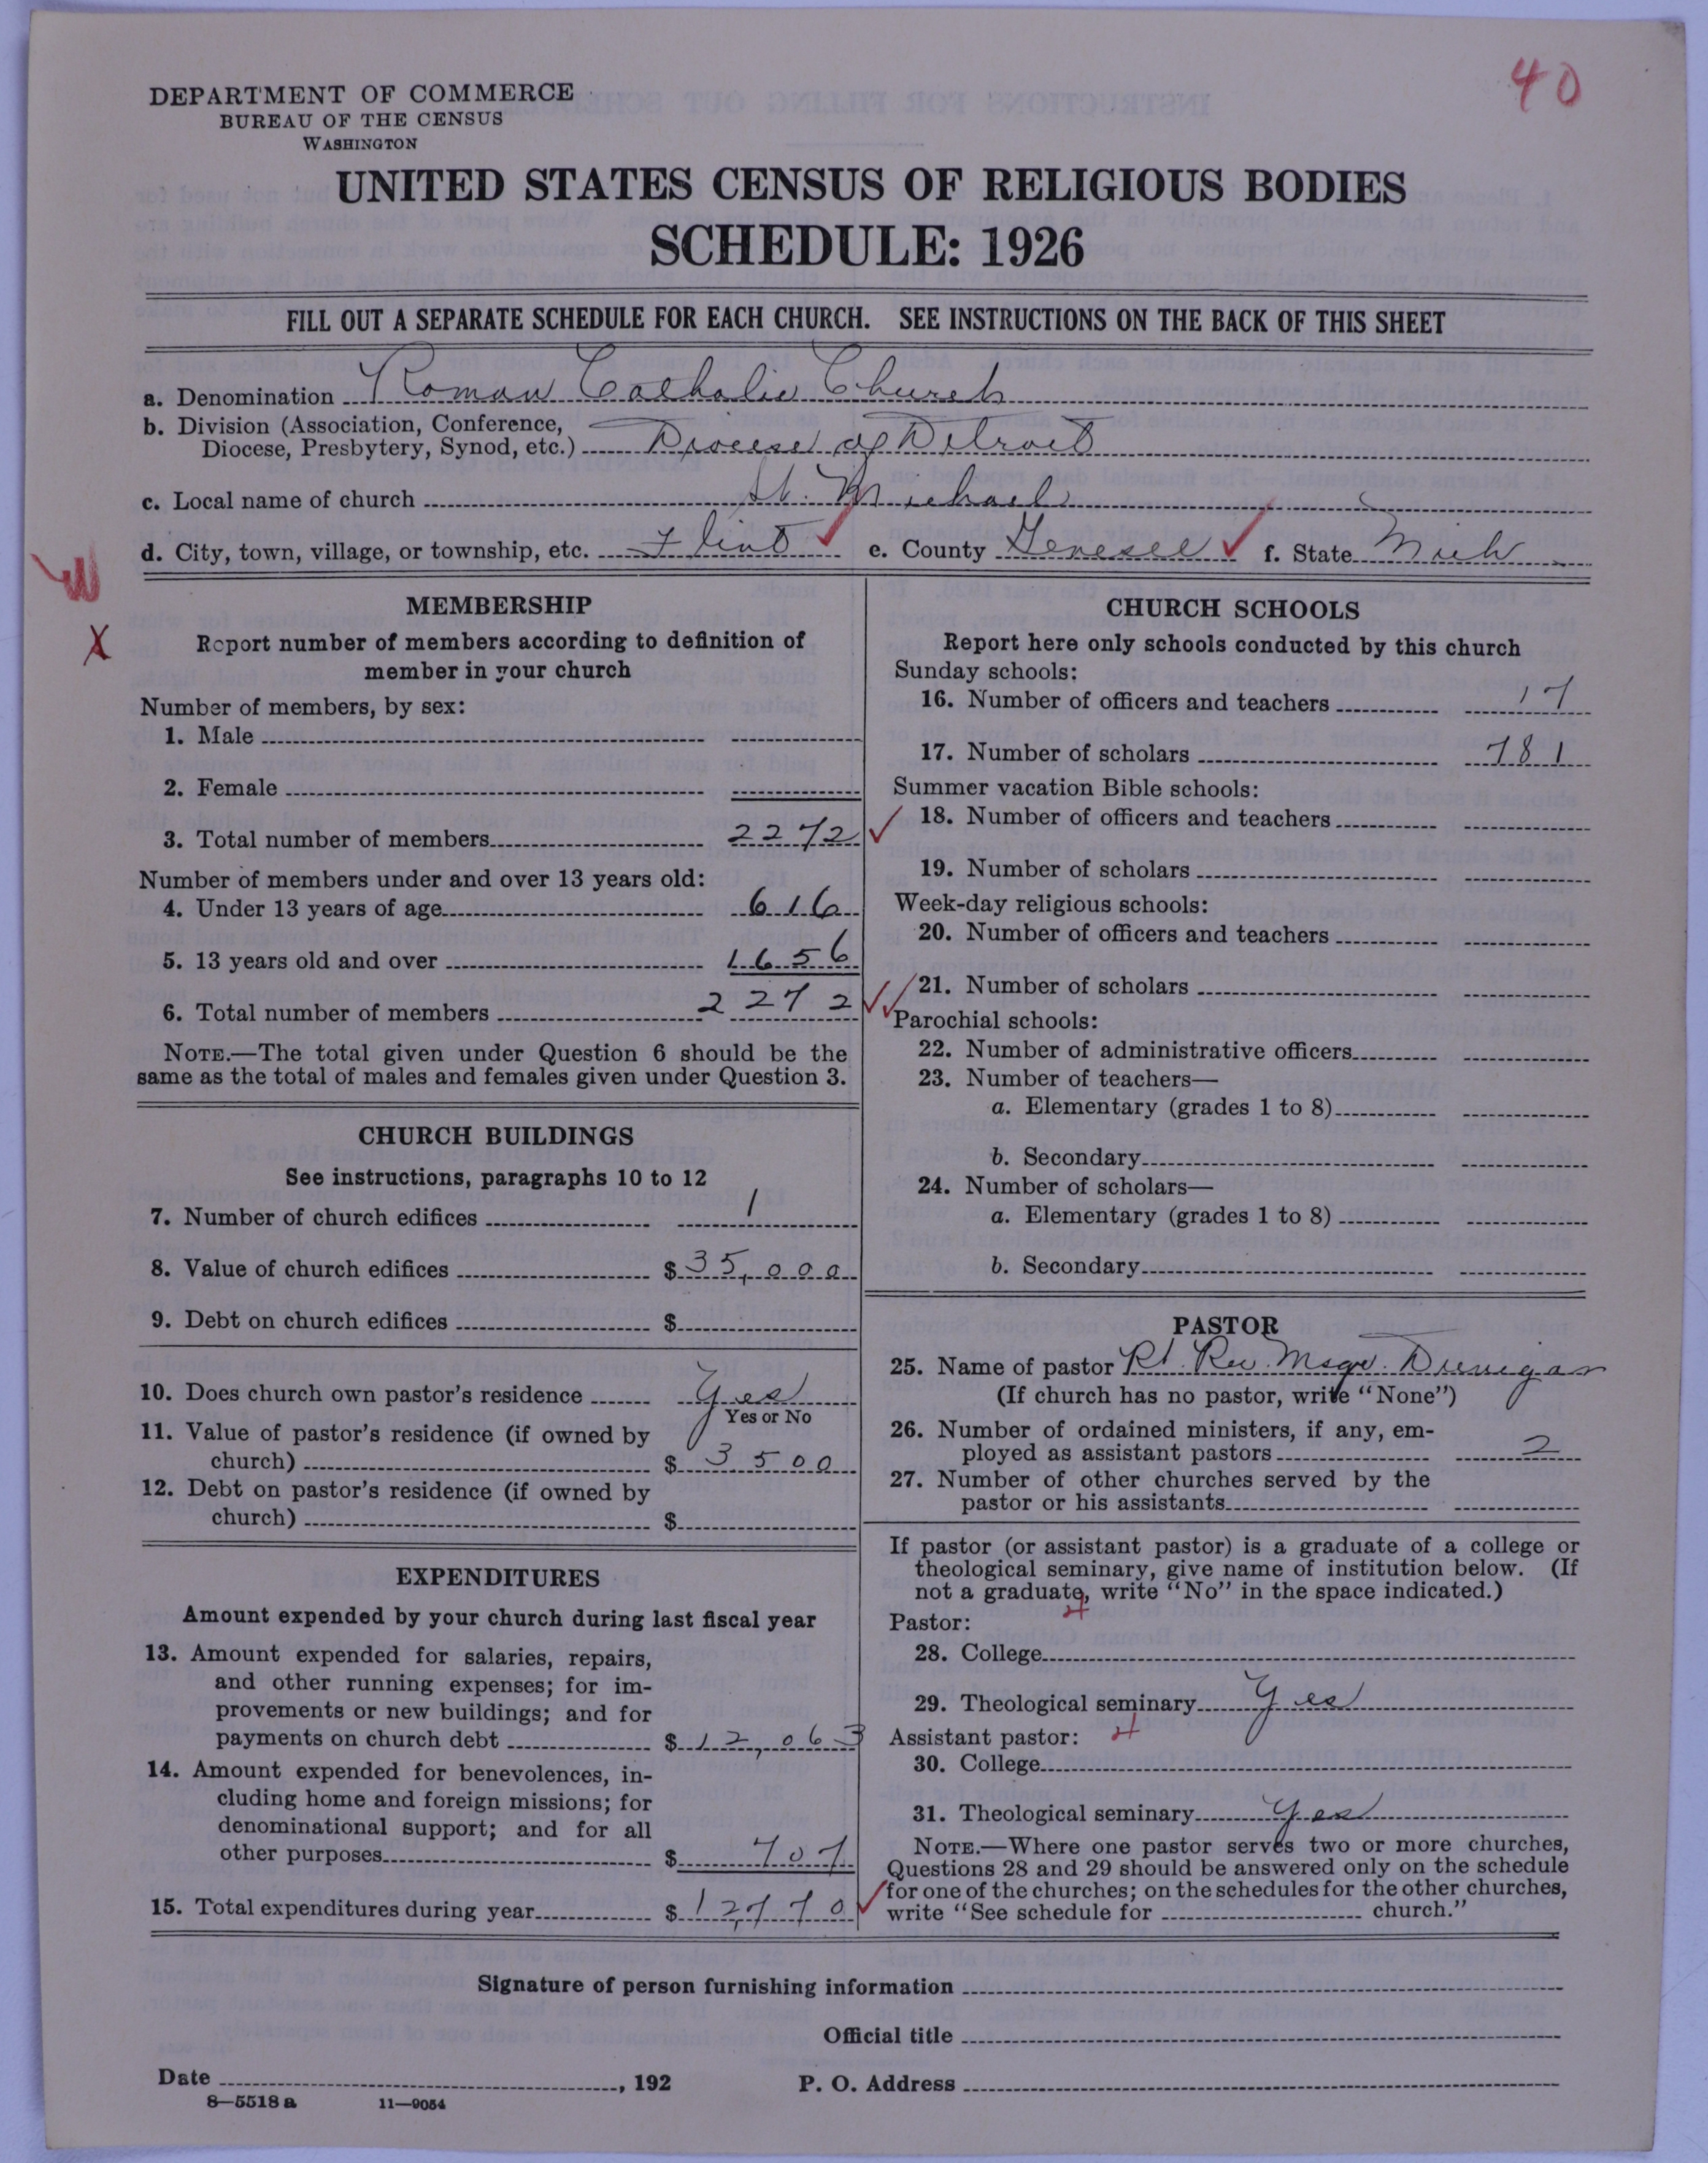 40
DEPARTMENT OF COMMERCE
BUREAU OF THE CENSUS
WASHINGTON
UNITED STATES CENSUS OF RELIGIOUS BODIES
SCHEDULE: 1926
FILL OUT A SEPARATE SCHEDULE FOR EACH CHURCH. SEE INSTRUCTIONS ON THE BACK OF THIS SHEET
a. Denomination Roman Catholic Church
b. Division (Association, Conference,
Diocese, Presbytery, Synod, etc.) Diocese of Detroit
c. Local name of church St. Michael
d. City, town, village, or township, etc. Flint e. County Genesee f. State Mich
MEMBERSHIP
Report number of members according to definition of
member in your church
Number of members, by sex:
1. Male
2. Female
3. Total number of members 2272
Number of members under and over 13 years old:
4. Under 13 years of age 616
5. 13 years old and over 1656
6. Total number of members 2272
NOTE.—The total given under Question 6 should be the
same as the total of males and females given under Question 3.
CHURCH BUILDINGS
See instructions, paragraphs 10 to 12
7. Number of church edifices 1
8. Value of church edifices $35,000
9. Debt on church edifices $
10. Does church own pastor's residence Yes
Yes or No
11. Value of pastor's residence (if owned by
church) $3500
12. Debt on pastor's residence (if owned by
church) $
EXPENDITURES
Amount expended by your church during last fiscal year
13. Amount expended for salaries, repairs,
and other running expenses; for im-
provements or new buildings; and for
payments on church debt $12,063
14. Amount expended for benevolences, in-
cluding home and foreign missions; for
denominational support; and for all
other purposes $707
15. Total expenditures during year $12,770
CHURCH SCHOOLS
Report here only schools conducted by this church
Sunday schools:
16. Number of officers and teachers 17
17. Number of scholars 781
Summer vacation Bible schools:
18. Number of officers and teachers
19. Number of scholars
Week-day religious schools:
20. Number of officers and teachers
21. Number of scholars
Parochial schools:
22. Number of administrative officers
23. Number of teachers—
a. Elementary (grades 1 to 8)
b. Secondary
24. Number of scholars—
a. Elementary (grades 1 to 8)
b. Secondary
PASTOR
25. Name of pastor Rt. Rev. Msgr. Dunigan
(If church has no pastor, write "None")
26. Number of ordained ministers, if any, em-
ployed as assistant pastors 2
27. Number of other churches served by the
pastor or his assistants
If pastor (or assistant pastor) is a graduate of a college or
theological seminary, give name of institution below. (If
not a graduate, write "No" in the space indicated.)
4
Pastor:
28. College
29. Theological seminary Yes
Assistant pastor: 4
30. College
31. Theological seminary Yes
NOTE.—Where one pastor serves two or more churches,
Questions 28 and 29 should be answered only on the schedule
for one of the churches; on the schedules for the other churches,
write "See schedule for church."
Signature of person furnishing information
Official title
Date , 192 P. O. Address
8—5518 a 11—9054